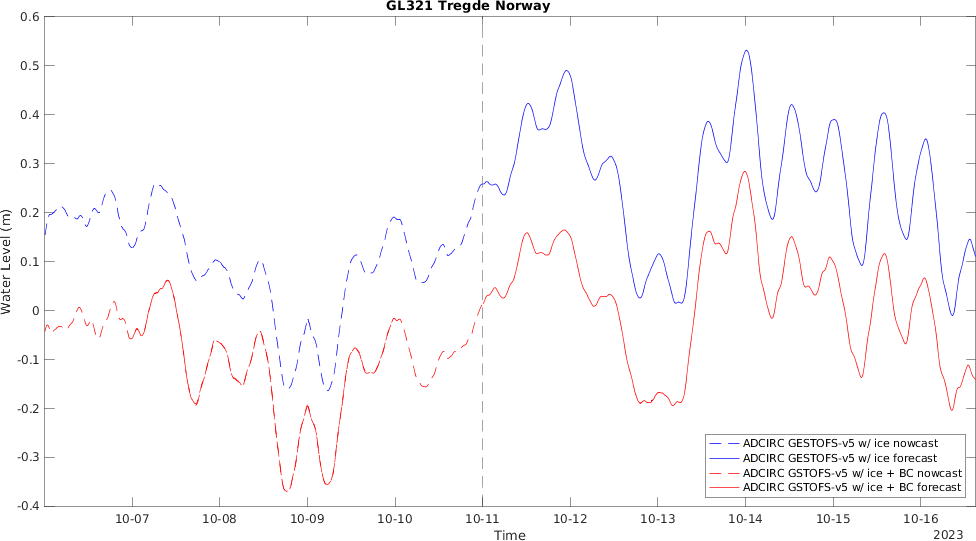 GL321 Tregde Norway
0.6
0.5
0.4
0.3
0.2
0.1
0
-0.1
-0.2
-0.3
-0.4
Water Level (m)
10-07 10-08 10-09 10-10 10-11 10-12 10-13 10-14 10-15 10-16
Time
2023
ADCIRC GESTOFS-v5 w/ ice nowcast
ADCIRC GESTOFS-v5 w/ ice forecast
ADCIRC GSTOFS-v5 w/ ice + BC nowcast
ADCIRC GSTOFS-v5 w/ ice + BC forecast